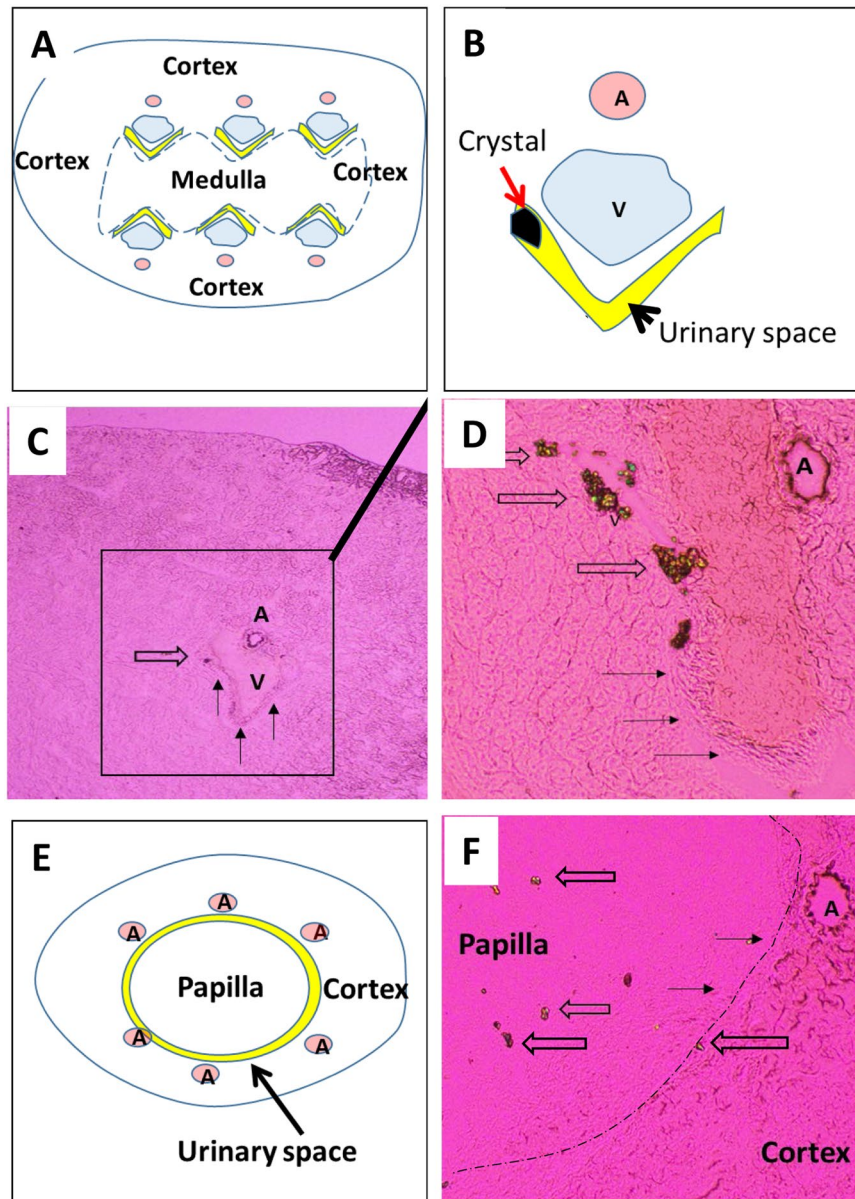 A
Cortex
Cortex
Medulla
Cortex
Cortex
B
A
Crystal
V
Urinary space
C
A
V
D
A
V
E
A
A
A
Papilla
Cortex
A
A
A
Urinary space
F
A
Papilla
Cortex